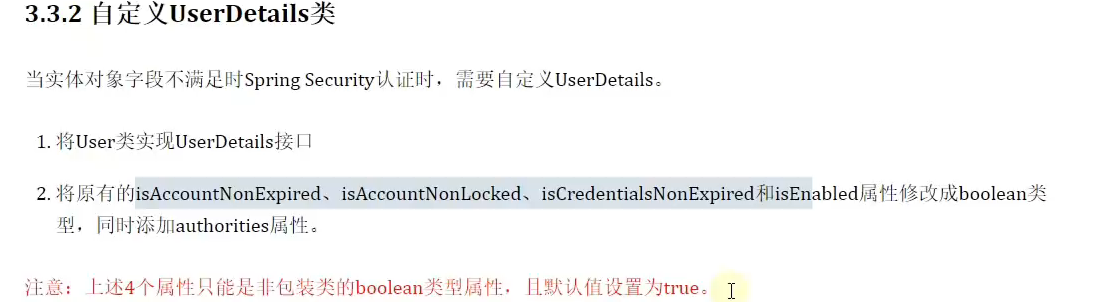 3.3.2 自定义UserDetails类
当实体对象字段不满足时Spring Security认证时，需要自定义UserDetails。
1. 将User类实现UserDetails接口
2. 将原有的isAccountNonExpired、isAccountNonLocked、isCredentialsNonExpired和isEnabled属性修改成boolean类
型，同时添加authorities属性。
注意：上述4个属性只能是非包装类的boolean类型属性，且默认值设置为true。